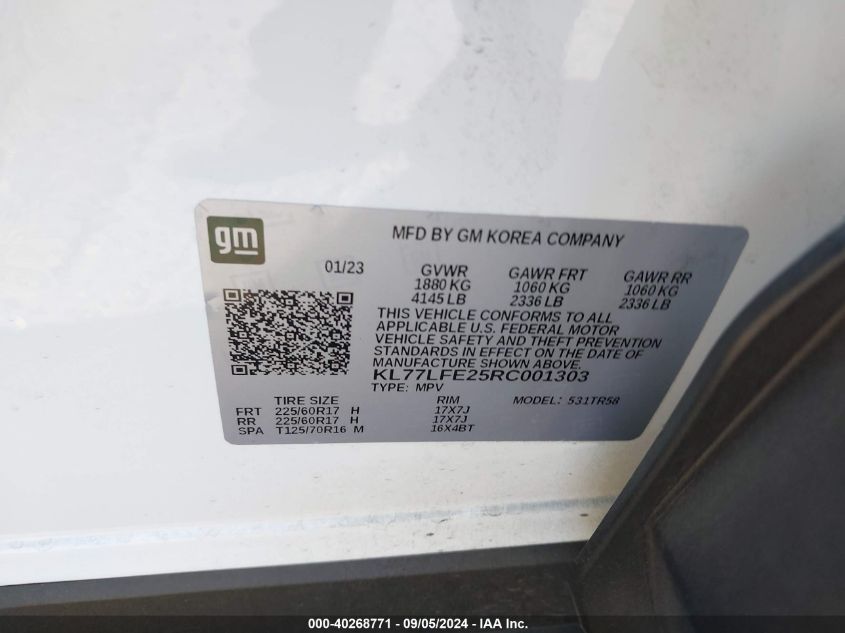 gm
MFD BY GM KOREA COMPANY
01/23
GVWR GAWR FRT GAWR RR
1880 KG 1060 KG 1060 KG
4145 LB 2336 LB 2336 LB
THIS VEHICLE CONFORMS TO ALL
APPLICABLE U.S. FEDERAL MOTOR
VEHICLE SAFETY AND THEFT PREVENTION
STANDARDS IN EFFECT ON THE DATE OF
MANUFACTURE SHOWN ABOVE.
KL77LFE25RC001303
TYPE: MPV
TIRE SIZE RIM MODEL: 531TR58
FRT 225/60R17 H 17X7J
RR 225/60R17 H 17X7J
SPA T125/70R16 M 16X4BT
000-40268771 - 09/05/2024 - IAA Inc.